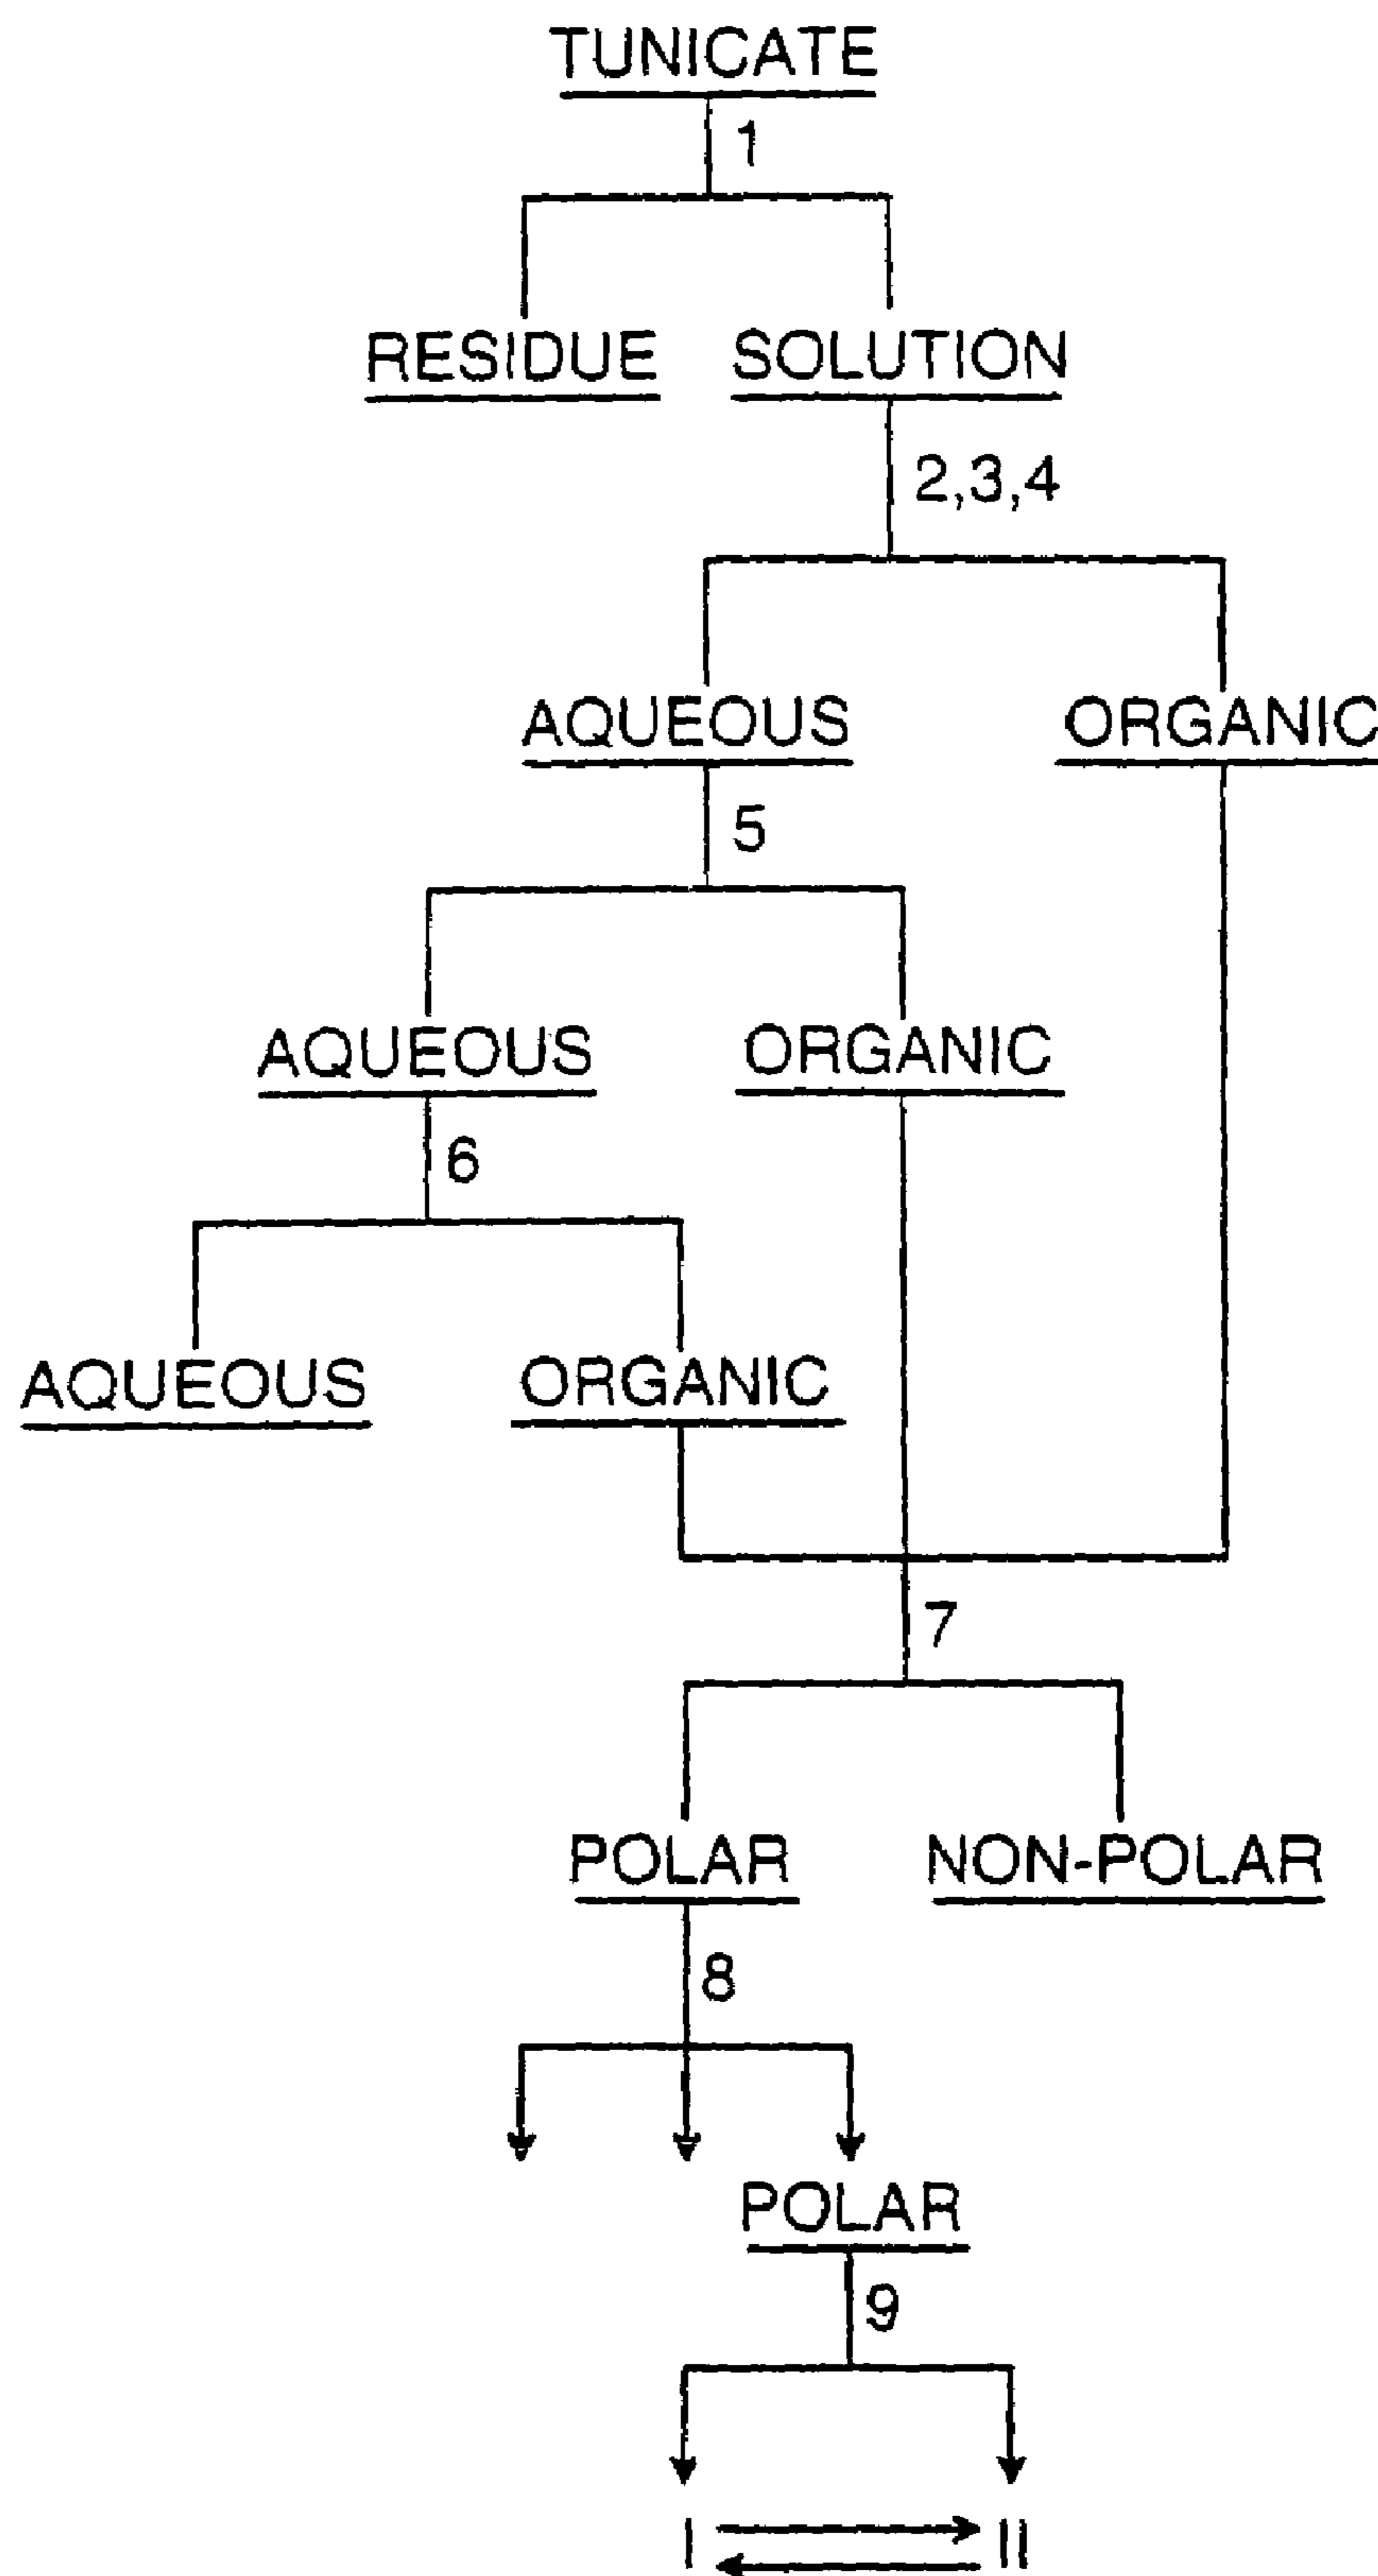 TUNICATE
1
RESIDUE SOLUTION
2,3,4
AQUEOUS ORGANIC
5
AQUEOUS ORGANIC
6
AQUEOUS ORGANIC
7
POLAR NON-POLAR
8
POLAR
9
I II